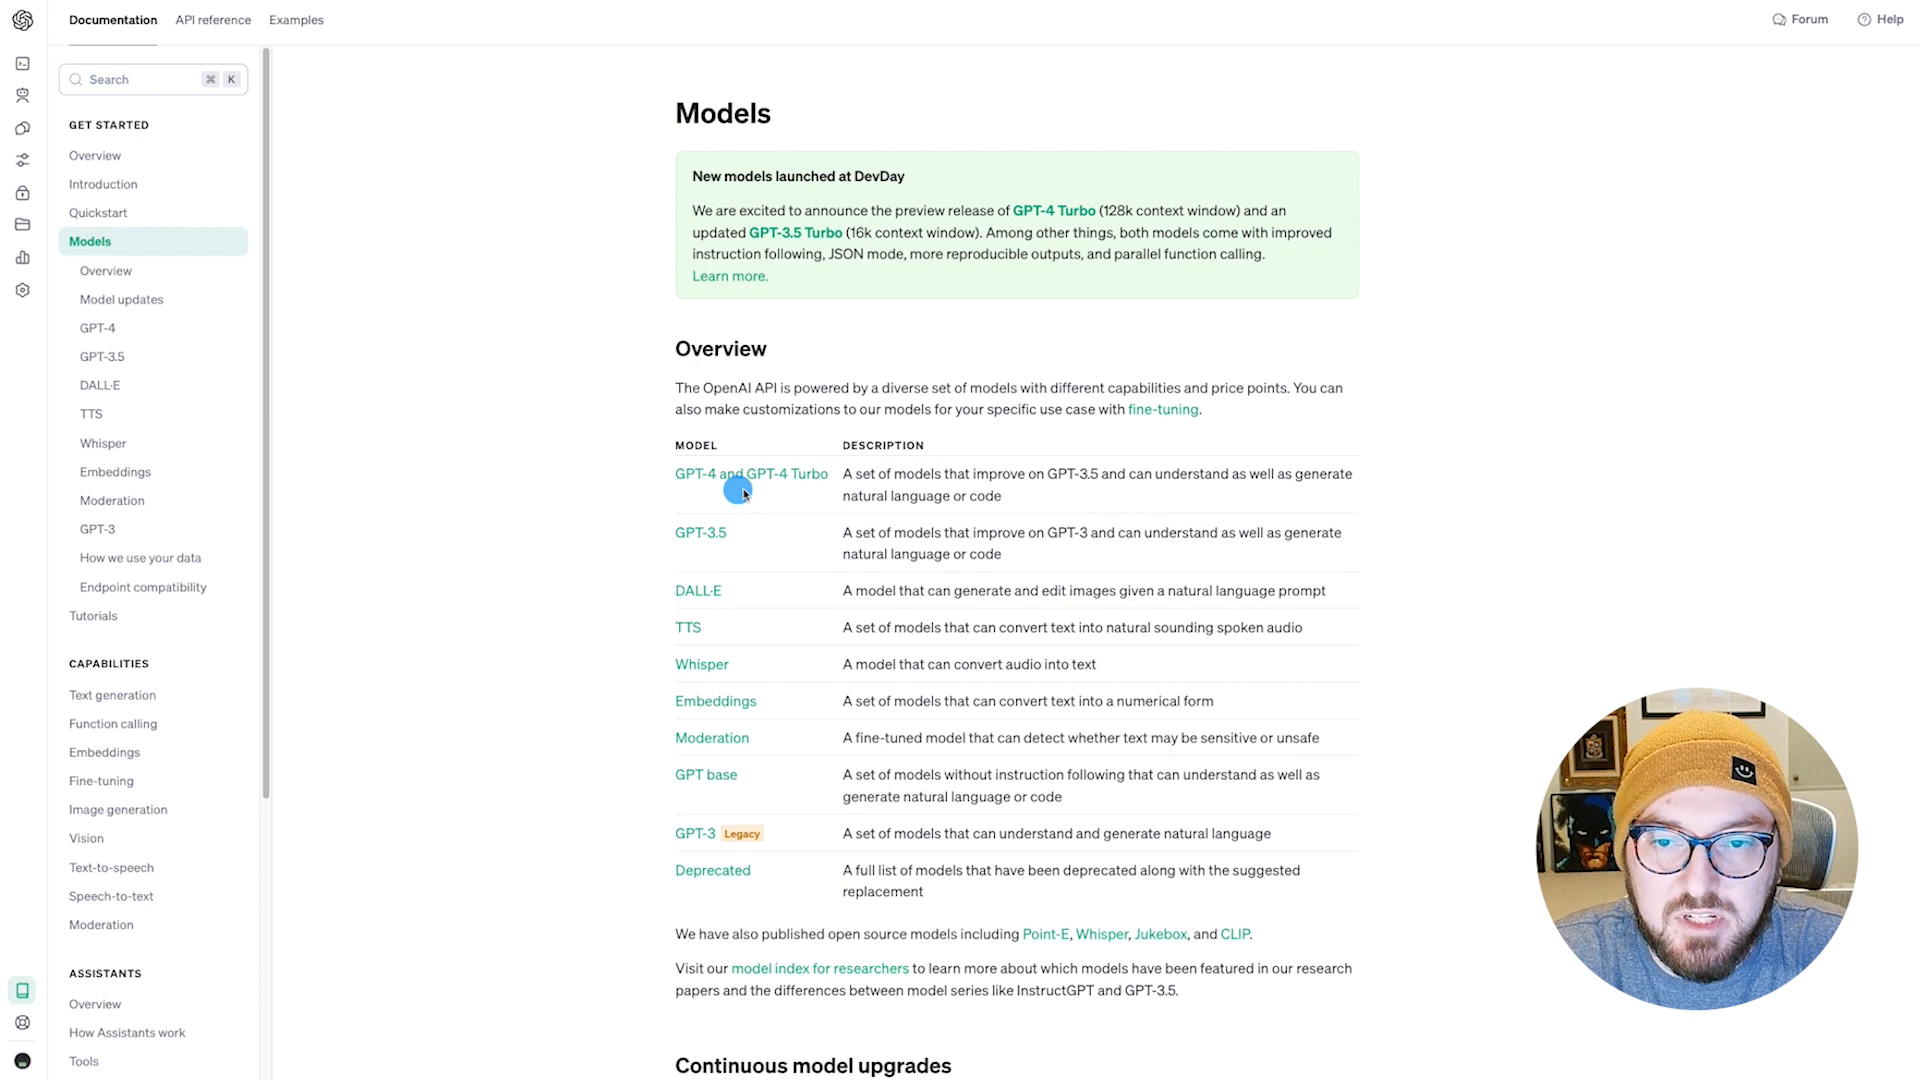 Documentation API reference Examples
Forum Help
Search ⌘ K
GET STARTED
Overview
Introduction
Quickstart
Models
Overview
Model updates
GPT-4
GPT-3.5
DALL·E
TTS
Whisper
Embeddings
Moderation
GPT-3
How we use your data
Endpoint compatibility
Tutorials
CAPABILITIES
Text generation
Function calling
Embeddings
Fine-tuning
Image generation
Vision
Text-to-speech
Speech-to-text
Moderation
ASSISTANTS
Overview
How Assistants work
Tools
Models
New models launched at DevDay
We are excited to announce the preview release of GPT-4 Turbo (128k context window) and an
updated GPT-3.5 Turbo (16k context window). Among other things, both models come with improved
instruction following, JSON mode, more reproducible outputs, and parallel function calling.
Learn more.
Overview
The OpenAI API is powered by a diverse set of models with different capabilities and price points. You can
also make customizations to our models for your specific use case with fine-tuning.
MODEL DESCRIPTION
GPT-4 and GPT-4 Turbo A set of models that improve on GPT-3.5 and can understand as well as generate
natural language or code
GPT-3.5 A set of models that improve on GPT-3 and can understand as well as generate
natural language or code
DALL·E A model that can generate and edit images given a natural language prompt
TTS A set of models that can convert text into natural sounding spoken audio
Whisper A model that can convert audio into text
Embeddings A set of models that can convert text into a numerical form
Moderation A fine-tuned model that can detect whether text may be sensitive or unsafe
GPT base A set of models without instruction following that can understand as well as
generate natural language or code
GPT-3 Legacy A set of models that can understand and generate natural language
Deprecated A full list of models that have been deprecated along with the suggested
replacement
We have also published open source models including Point-E, Whisper, Jukebox, and CLIP.
Visit our model index for researchers to learn more about which models have been featured in our research
papers and the differences between model series like InstructGPT and GPT-3.5.
Continuous model upgrades